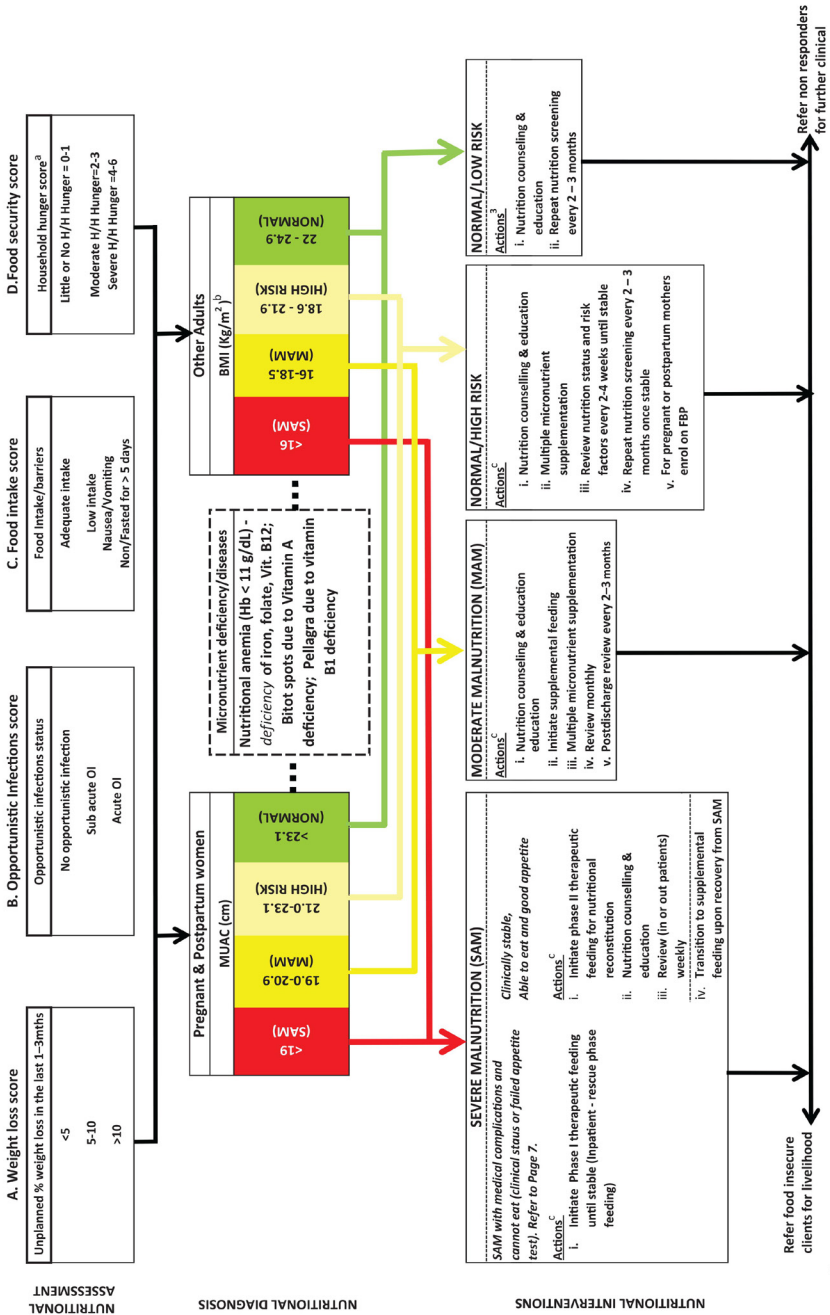 NUTRITIONAL
ASSESSMENT
A. Weight loss score
Unplanned % weight loss in the last 1–3mths
<5
5-10
>10
B. Opportunistic Infections score
Opportunistic infections status
No opportunistic infection
Sub acute OI
Acute OI
C. Food intake score
Food Intake/barriers
Adequate intake
Low intake
Nausea/Vomiting
Non/Fasted for > 5 days
D.Food security score
Household hunger score a
Little or No H/H Hunger = 0-1
Moderate H/H Hunger=2-3
Severe H/H Hunger =4-6
NUTRITIONAL DIAGNOSIS
Pregnant & Postpartum women
MUAC (cm)
<19
(SAM)
19.0-20.9
(MAM)
21.0-23.1
(HIGH RISK)
>23.1
(NORMAL)
Micronutrient deficiency/diseases
Nutritional anemia (Hb < 11 g/dL) -
deficiency of iron, folate, Vit. B12;
Bitot spots due to Vitamin A
deficiency; Pellagra due to vitamin
B1 deficiency
Other Adults
BMI (Kg/m²) b
<16
(SAM)
16-18.5
(MAM)
18.6 - 21.9
(HIGH RISK)
22 - 24.9
(NORMAL)
NUTRITIONAL INTERVENTIONS
SEVERE MALNUTRITION (SAM)
SAM with medical complications and
cannot eat (clinical staus or failed appetite
test). Refer to Page 7.
Actions c
i. Initiate Phase I therapeutic feeding
until stable (Inpatient - rescue phase
feeding)
Clinically stable,
Able to eat and good appetite
Actions c
i. Initiate phase II therapeutic
feeding for nutritional
reconstitution
ii. Nutrition counselling &
education
iii. Review (in or out patients)
weekly
iv. Transition to supplemental
feeding upon recovery from SAM
MODERATE MALNUTRITION (MAM)
Actions c
i. Nutrition counseling &
education
ii. Initiate supplemental feeding
iii. Multiple micronutrient supplementation
iv. Review monthly
v. Postdischarge review every 2–3 months
NORMAL/HIGH RISK
Actions c
i. Nutrition counselling & education
ii. Multiple micronutrient
supplementation
iii. Review nutrition status and risk
factors every 2-4 weeks until stable
iv. Repeat nutrition screening every 2 – 3
months once stable
v. For pregnant or postpartum mothers
enrol on FBP
NORMAL/LOW RISK
Actions 3
i. Nutrition counseling &
education
ii. Repeat nutrition screening
every 2 – 3 months
Refer food insecure
clients for livelihood
Refer non responders
for further clinical